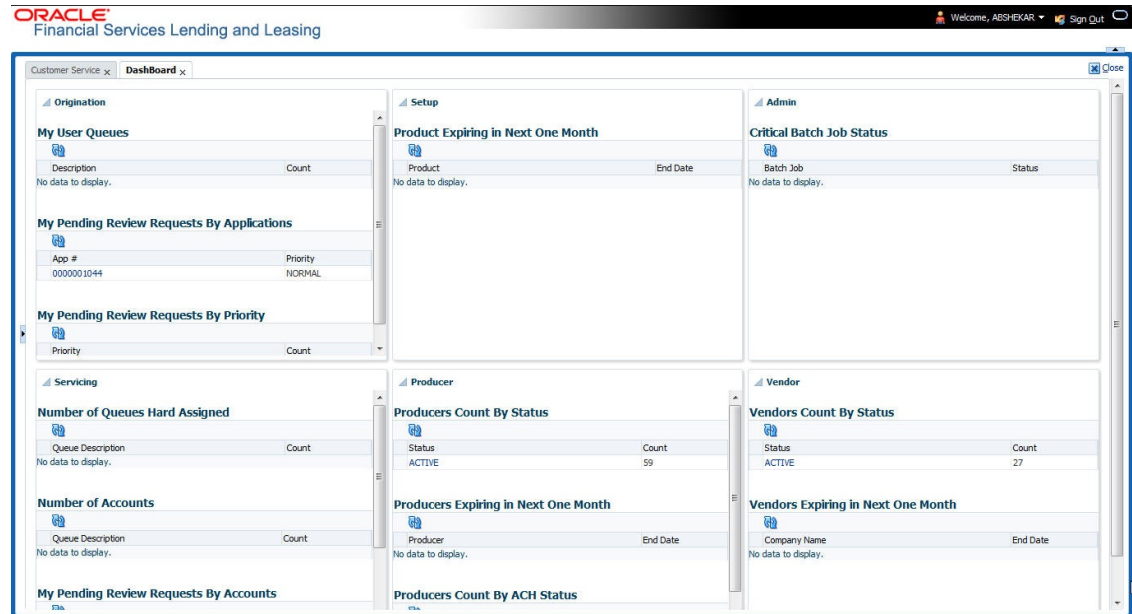 ORACLE
Financial Services Lending and Leasing
Welcome, ABSHEKAR
Sign Out
Customer Service x
DashBoard x
Close
Origination
My User Queues
Description Count
No data to display.
My Pending Review Requests By Applications
App # Priority
0000001044 NORMAL
My Pending Review Requests By Priority
Priority Count
Setup
Product Expiring in Next One Month
Product End Date
No data to display.
Admin
Critical Batch Job Status
Batch Job Status
No data to display.
Servicing
Number of Queues Hard Assigned
Queue Description Count
No data to display.
Number of Accounts
Queue Description Count
No data to display.
My Pending Review Requests By Accounts
Producer
Producers Count By Status
Status Count
ACTIVE 59
Producers Expiring in Next One Month
Producer End Date
No data to display.
Producers Count By ACH Status
Vendor
Vendors Count By Status
Status Count
ACTIVE 27
Vendors Expiring in Next One Month
Company Name End Date
No data to display.